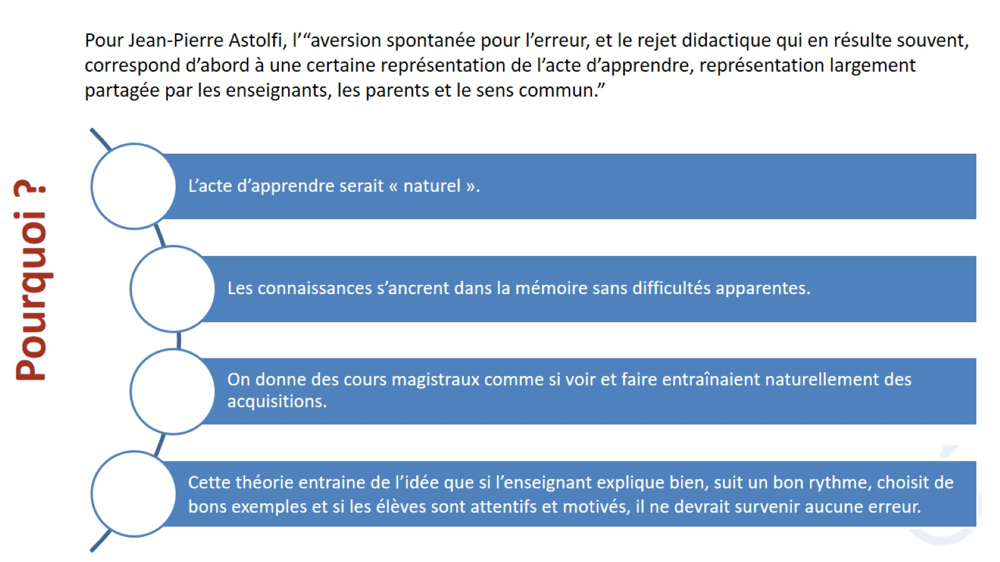 Pour Jean-Pierre Astolfi, l’“aversion spontanée pour l’erreur, et le rejet didactique qui en résulte souvent,
correspond d’abord à une certaine représentation de l’acte d’apprendre, représentation largement
partagée par les enseignants, les parents et le sens commun.”
Pourquoi ?
L’acte d’apprendre serait « naturel ».
Les connaissances s’ancrent dans la mémoire sans difficultés apparentes.
On donne des cours magistraux comme si voir et faire entraînaient naturellement des
acquisitions.
Cette théorie entraine de l’idée que si l’enseignant explique bien, suit un bon rythme, choisit de
bons exemples et si les élèves sont attentifs et motivés, il ne devrait survenir aucune erreur.